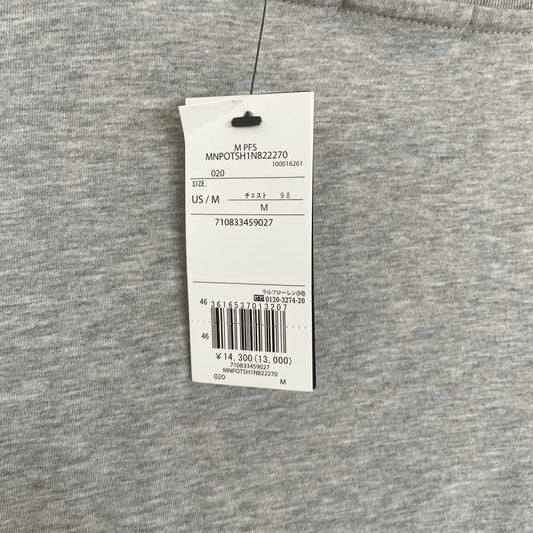 M PFS
MNPOTSH1N822270
100016261
020
SIZE.
US / M チェスト 98
M
710833459027
ラルフローレン(株)
0120-3274-20
46 3616537013207
46
¥14,300(13,000)
710833459027
MNPOTSH1N822270
020 M